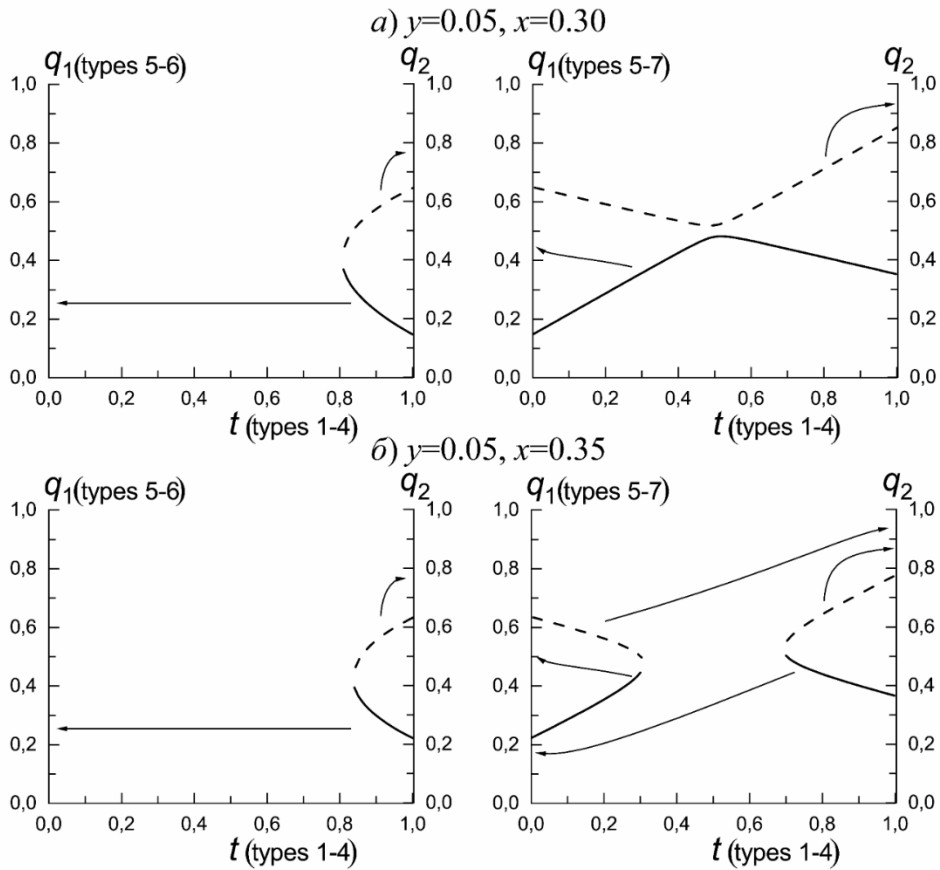 а) y=0.05, x=0.30
q1(types 5-6) q2 q1(types 5-7) q2
1,0 1,0 1,0 1,0
0,8 0,8 0,8 0,8
0,6 0,6 0,6 0,6
0,4 0,4 0,4 0,4
0,2 0,2 0,2 0,2
0,0 0,0 0,0 0,0
0,0 0,2 0,4 0,6 0,8 1,0 0,0 0,2 0,4 0,6 0,8 1,0
t (types 1-4) t (types 1-4)
б) y=0.05, x=0.35
q1(types 5-6) q2 q1(types 5-7) q2
1,0 1,0 1,0 1,0
0,8 0,8 0,8 0,8
0,6 0,6 0,6 0,6
0,4 0,4 0,4 0,4
0,2 0,2 0,2 0,2
0,0 0,0 0,0 0,0
0,0 0,2 0,4 0,6 0,8 1,0 0,0 0,2 0,4 0,6 0,8 1,0
t (types 1-4) t (types 1-4)